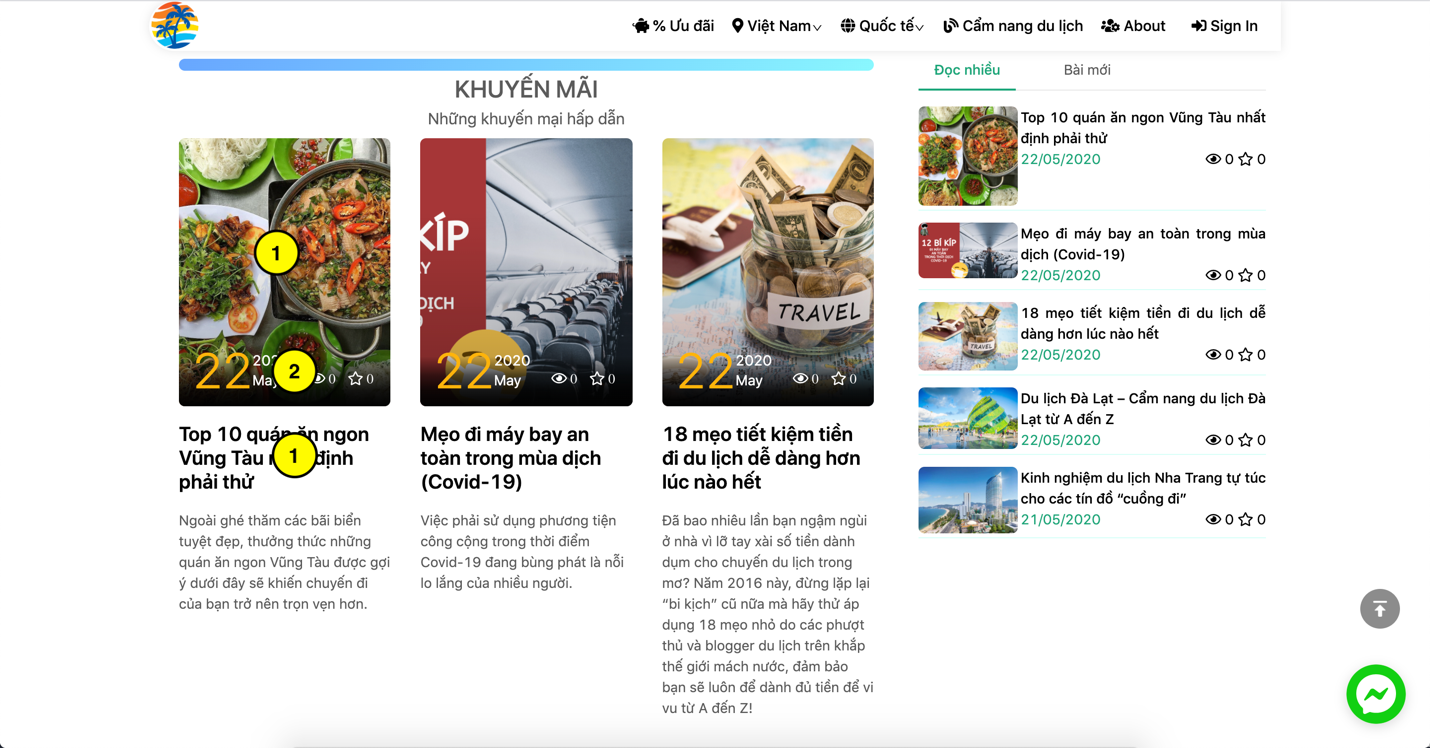 % Ưu đãi Việt Nam Quốc tế Cẩm nang du lịch About Sign In
KHUYẾN MÃI
Những khuyến mại hấp dẫn
1
22 202
May
2 0 0
Top 10 quán ăn ngon
Vũng Tàu 1 định
phải thử
Ngoài ghé thăm các bãi biển
tuyệt đẹp, thưởng thức những
quán ăn ngon Vũng Tàu được gợi
ý dưới đây sẽ khiến chuyến đi
của bạn trở nên trọn vẹn hơn.
KÍP
AY
DỊCH
22 2020
May 0 0
Mẹo đi máy bay an
toàn trong mùa dịch
(Covid-19)
Việc phải sử dụng phương tiện
công cộng trong thời điểm
Covid-19 đang bùng phát là nỗi
lo lắng của nhiều người.
TRAVEL
22 2020
May 0 0
18 mẹo tiết kiệm tiền
đi du lịch dễ dàng hơn
lúc nào hết
Đã bao nhiêu lần bạn ngậm ngùi
ở nhà vì lỡ tay xài số tiền dành
dụm cho chuyến du lịch trong
mơ? Năm 2016 này, đừng lặp lại
“bi kịch” cũ nữa mà hãy thử áp
dụng 18 mẹo nhỏ do các phượt
thủ và blogger du lịch trên khắp
thế giới mách nước, đảm bảo
bạn sẽ luôn để dành đủ tiền để vi
vu từ A đến Z!
Đọc nhiều Bài mới
Top 10 quán ăn ngon Vũng Tàu nhất
định phải thử
22/05/2020 0 0
12 BÍ KÍP
Mẹo đi máy bay an toàn trong mùa
dịch (Covid-19)
22/05/2020 0 0
18 mẹo tiết kiệm tiền đi du lịch dễ
dàng hơn lúc nào hết
22/05/2020 0 0
Du lịch Đà Lạt – Cẩm nang du lịch Đà
Lạt từ A đến Z
22/05/2020 0 0
Kinh nghiệm du lịch Nha Trang tự túc
cho các tín đồ “cuồng đi”
21/05/2020 0 0